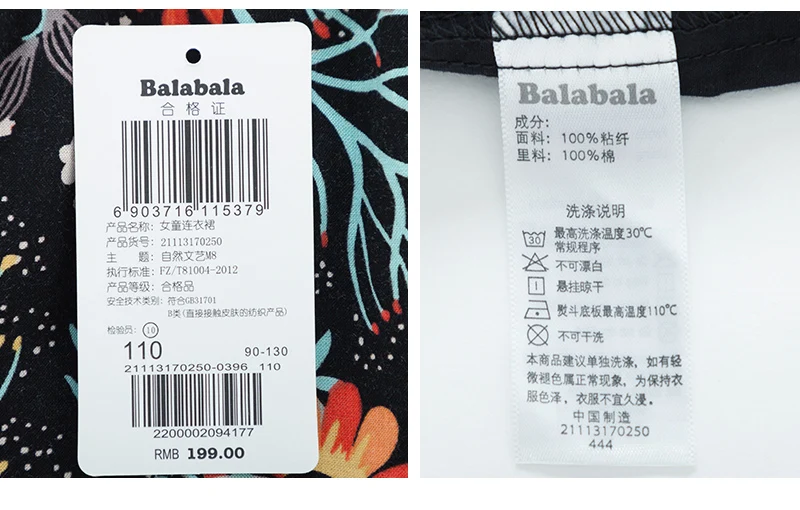 Balabala
合格证
6 903716 115379
产品名称: 女童连衣裙
产品货号: 21113170250
主 题: 自然文艺M8
执行标准: FZ/T81004-2012
产品等级: 合格品
安全技术类别: 符合GB31701
B类(直接接触皮肤的纺织产品)
检验员: 10
110 90-130
21113170250-0396 110
2200002094177
RMB 199.00
Balabala
成分:
面料: 100%粘纤
里料: 100%棉
洗涤说明
30 最高洗涤温度30℃
常规程序
不可漂白
悬挂晾干
熨斗底板最高温度110℃
不可干洗
本商品建议单独洗涤, 如有轻
微褪色属正常现象, 为保持衣
服色泽, 衣服不宜久浸。
中国制造
21113170250
444